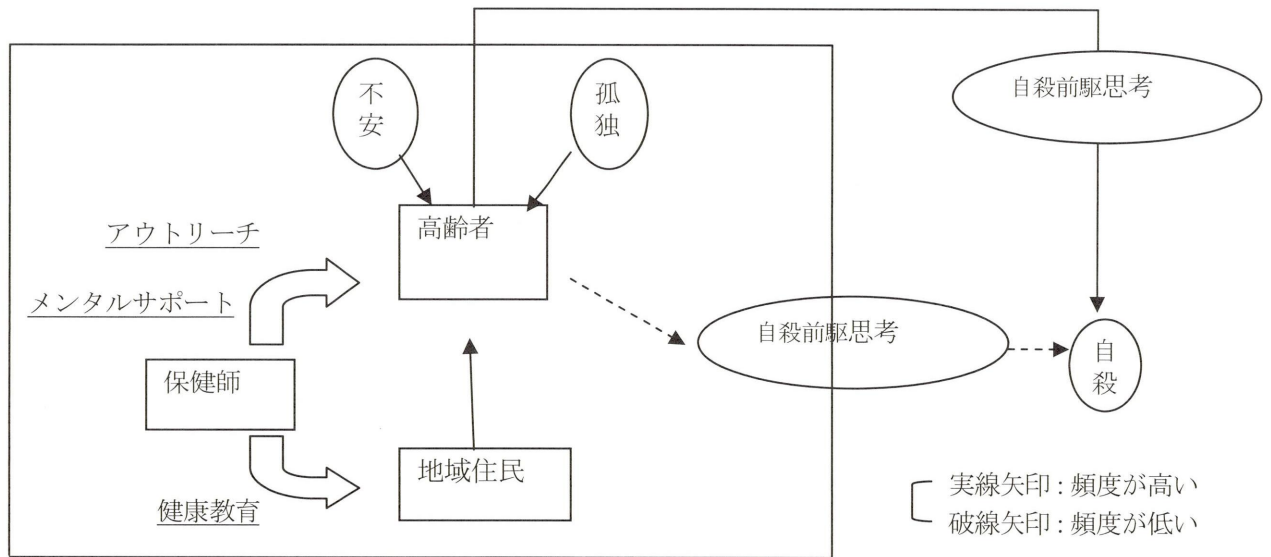 不安
孤独
自殺前駆思考
高齢者
アウトリーチ
メンタルサポート
自殺前駆思考
自殺
保健師
地域住民
健康教育
実線矢印：頻度が高い
破線矢印：頻度が低い